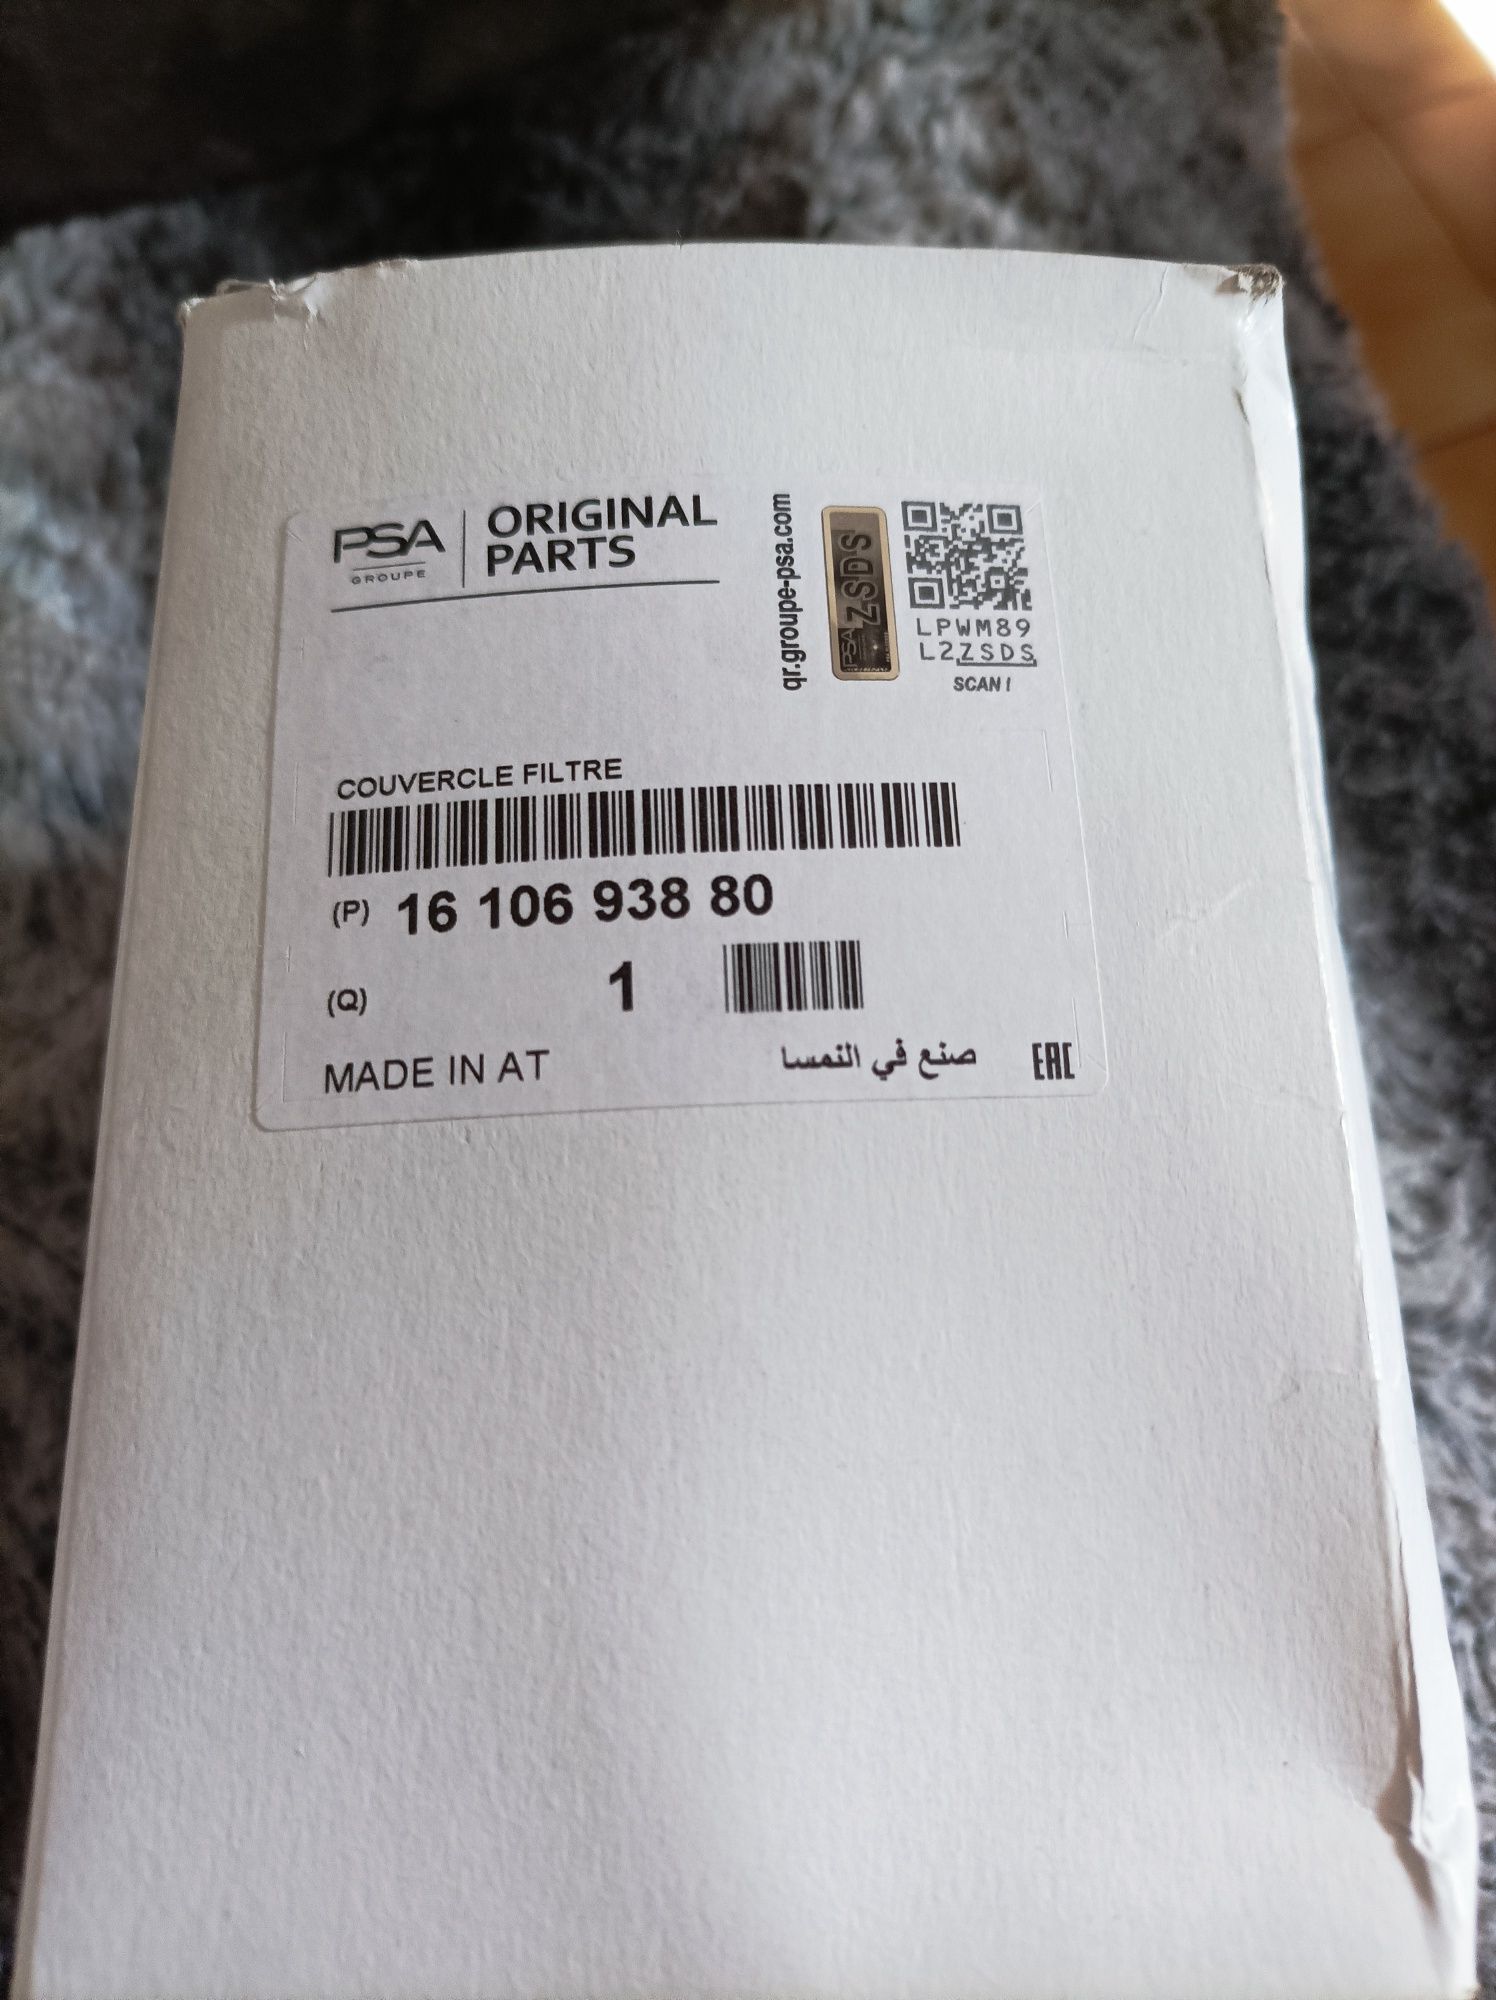 PSA
GROUPE
ORIGINAL
PARTS
qr.groupe-psa.com
PSA
ZSDS
LPWM89
L2ZSDS
SCAN !
COUVERCLE FILTRE
(P) 16 106 938 80
(Q) 1
MADE IN AT
صنع في النمسا
EAC